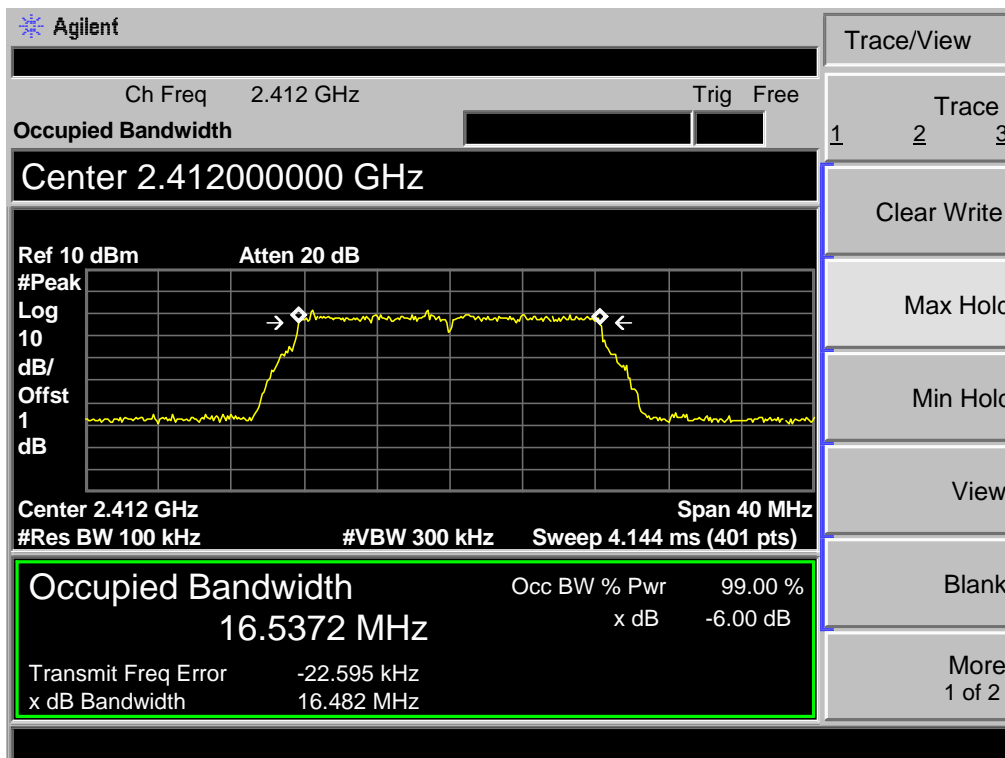 Agilent
Trace/View
Ch Freq 2.412 GHz Trig Free
Occupied Bandwidth
Trace
1 2 3
Center 2.412000000 GHz
Clear Write
Ref 10 dBm Atten 20 dB
#Peak
Log
10
dB/
Offst
1
dB
Max Hold
Min Hold
View
Center 2.412 GHz Span 40 MHz
#Res BW 100 kHz #VBW 300 kHz Sweep 4.144 ms (401 pts)
Occupied Bandwidth
16.5372 MHz
Occ BW % Pwr 99.00 %
x dB -6.00 dB
Transmit Freq Error -22.595 kHz
x dB Bandwidth 16.482 MHz
Blank
More
1 of 2